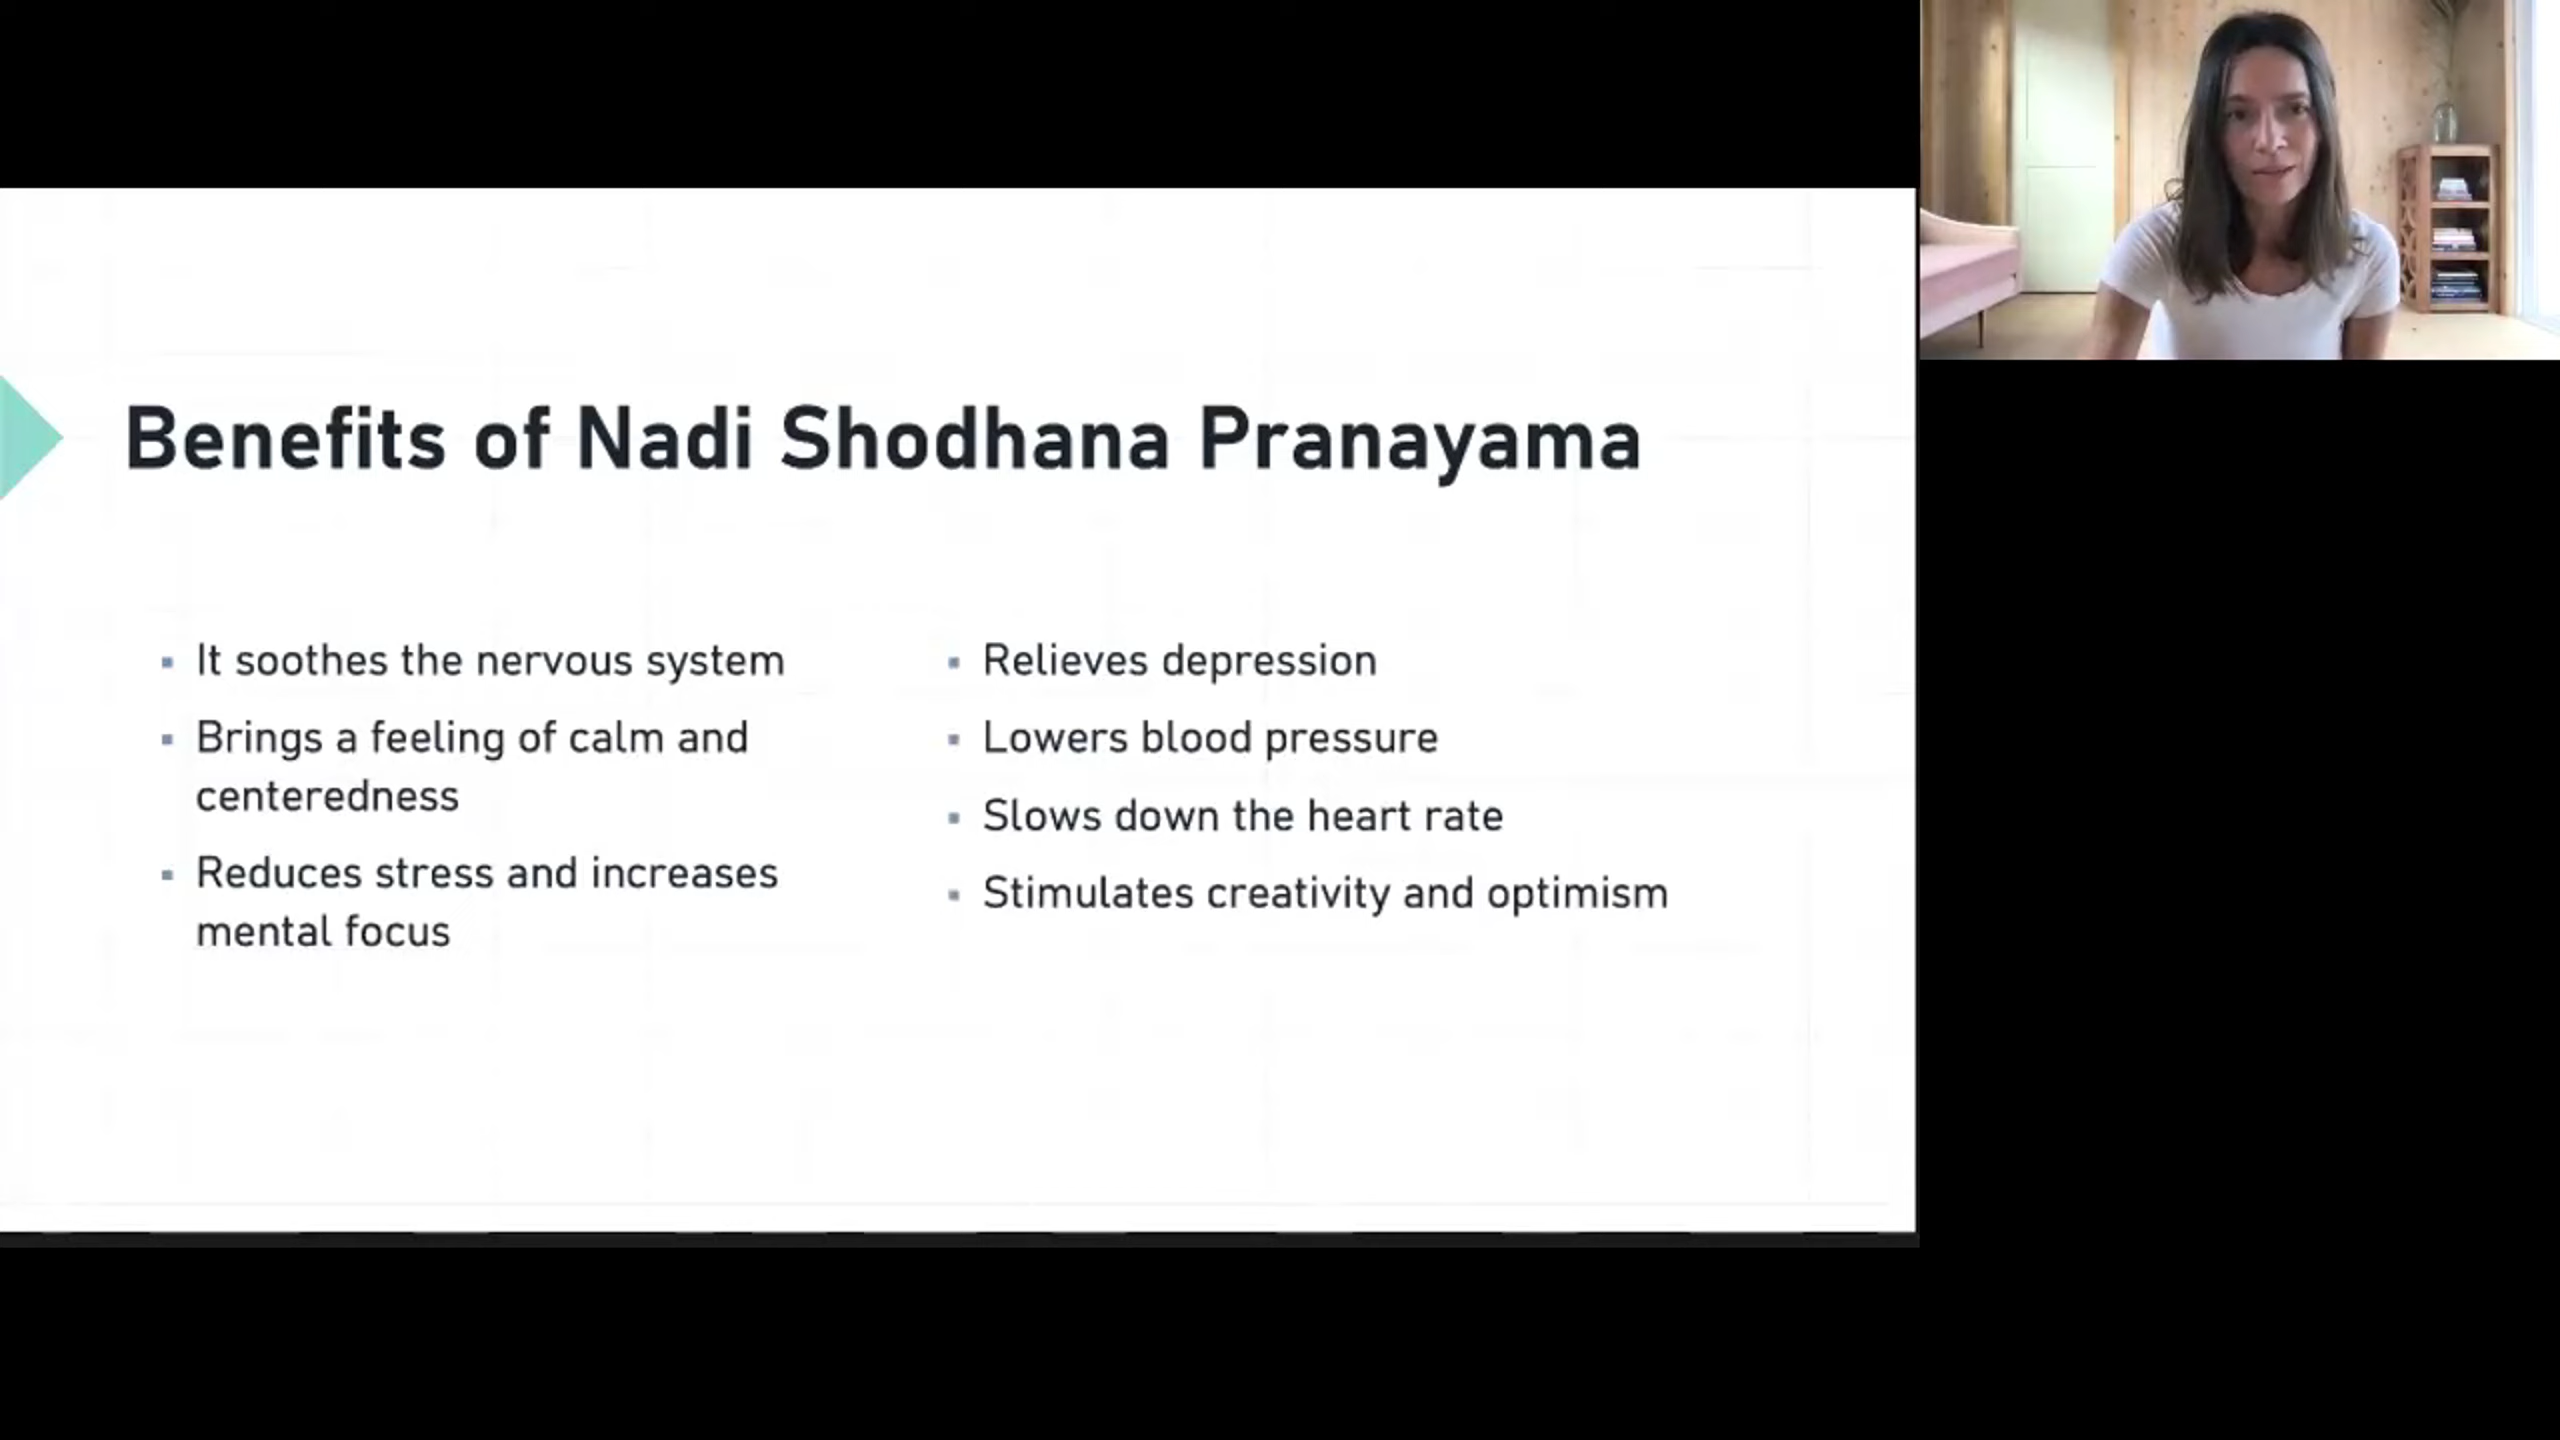 Benefits of Nadi Shodhana Pranayama
It soothes the nervous system
Brings a feeling of calm and
centeredness
Reduces stress and increases
mental focus
Relieves depression
Lowers blood pressure
Slows down the heart rate
Stimulates creativity and optimism